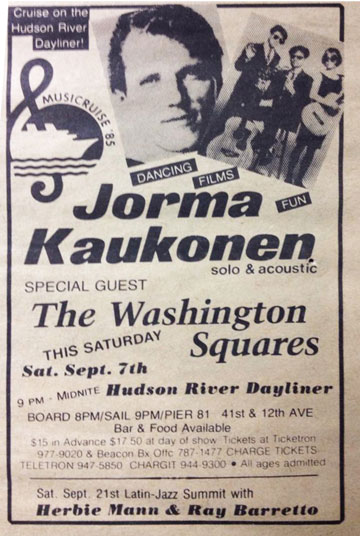 Cruise on the
Hudson River
Dayliner!
MUSICRUISE '85
DANCING
FILMS
FUN
Jorma
Kaukonen
solo & acoustic
SPECIAL GUEST
The Washington
Squares
THIS SATURDAY
Sat. Sept. 7th
9 PM - MIDNITE Hudson River Dayliner
BOARD 8PM/SAIL 9PM/PIER 81 41st & 12th AVE
Bar & Food Available
$15 in Advance $17.50 at day of show Tickets at Ticketron
977-9020 & Beacon Bx Offc 787-1477 CHARGE TICKETS
TELETRON 947-5850 CHARGIT 944-9300 • All ages admitted
Sat. Sept. 21st Latin-Jazz Summit with
Herbie Mann & Ray Barretto